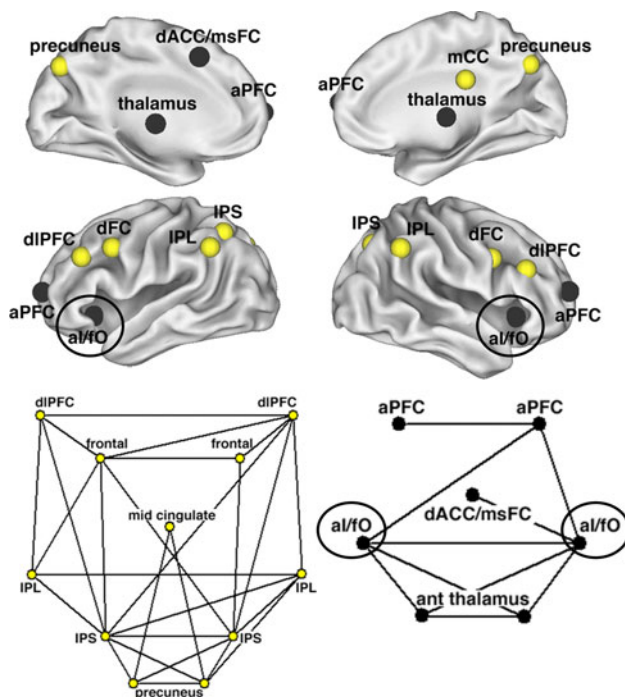 precuneus
dACC/msFC
aPFC
thalamus
mCC
precuneus
aPFC
thalamus
dlPFC
dFC
IPS
IPL
aPFC
aI/fO
IPS
IPL
dFC
dlPFC
aPFC
aI/fO
dlPFC
dlPFC
frontal
frontal
mid cingulate
IPL
IPL
IPS
IPS
precuneus
aPFC
aPFC
aI/fO
dACC/msFC
aI/fO
ant thalamus